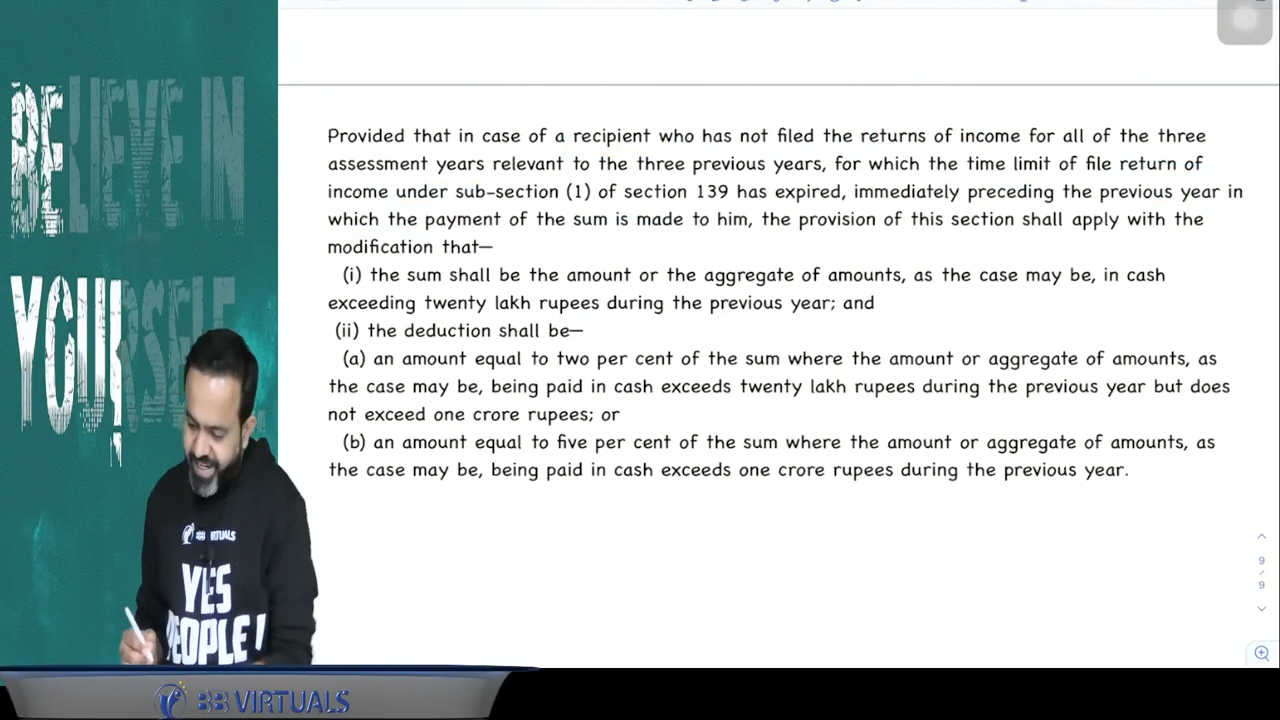 BELIEVE IN
YOURSELF
Provided that in case of a recipient who has not filed the returns of income for all of the three
assessment years relevant to the three previous years, for which the time limit of file return of
income under sub-section (1) of section 139 has expired, immediately preceding the previous year in
which the payment of the sum is made to him, the provision of this section shall apply with the
modification that—
(i) the sum shall be the amount or the aggregate of amounts, as the case may be, in cash
exceeding twenty lakh rupees during the previous year; and
(ii) the deduction shall be—
(a) an amount equal to two per cent of the sum where the amount or aggregate of amounts, as
the case may be, being paid in cash exceeds twenty lakh rupees during the previous year but does
not exceed one crore rupees; or
(b) an amount equal to five per cent of the sum where the amount or aggregate of amounts, as
the case may be, being paid in cash exceeds one crore rupees during the previous year.
BB VIRTUALS
YES
PEOPLE!
9
/
9
BB VIRTUALS